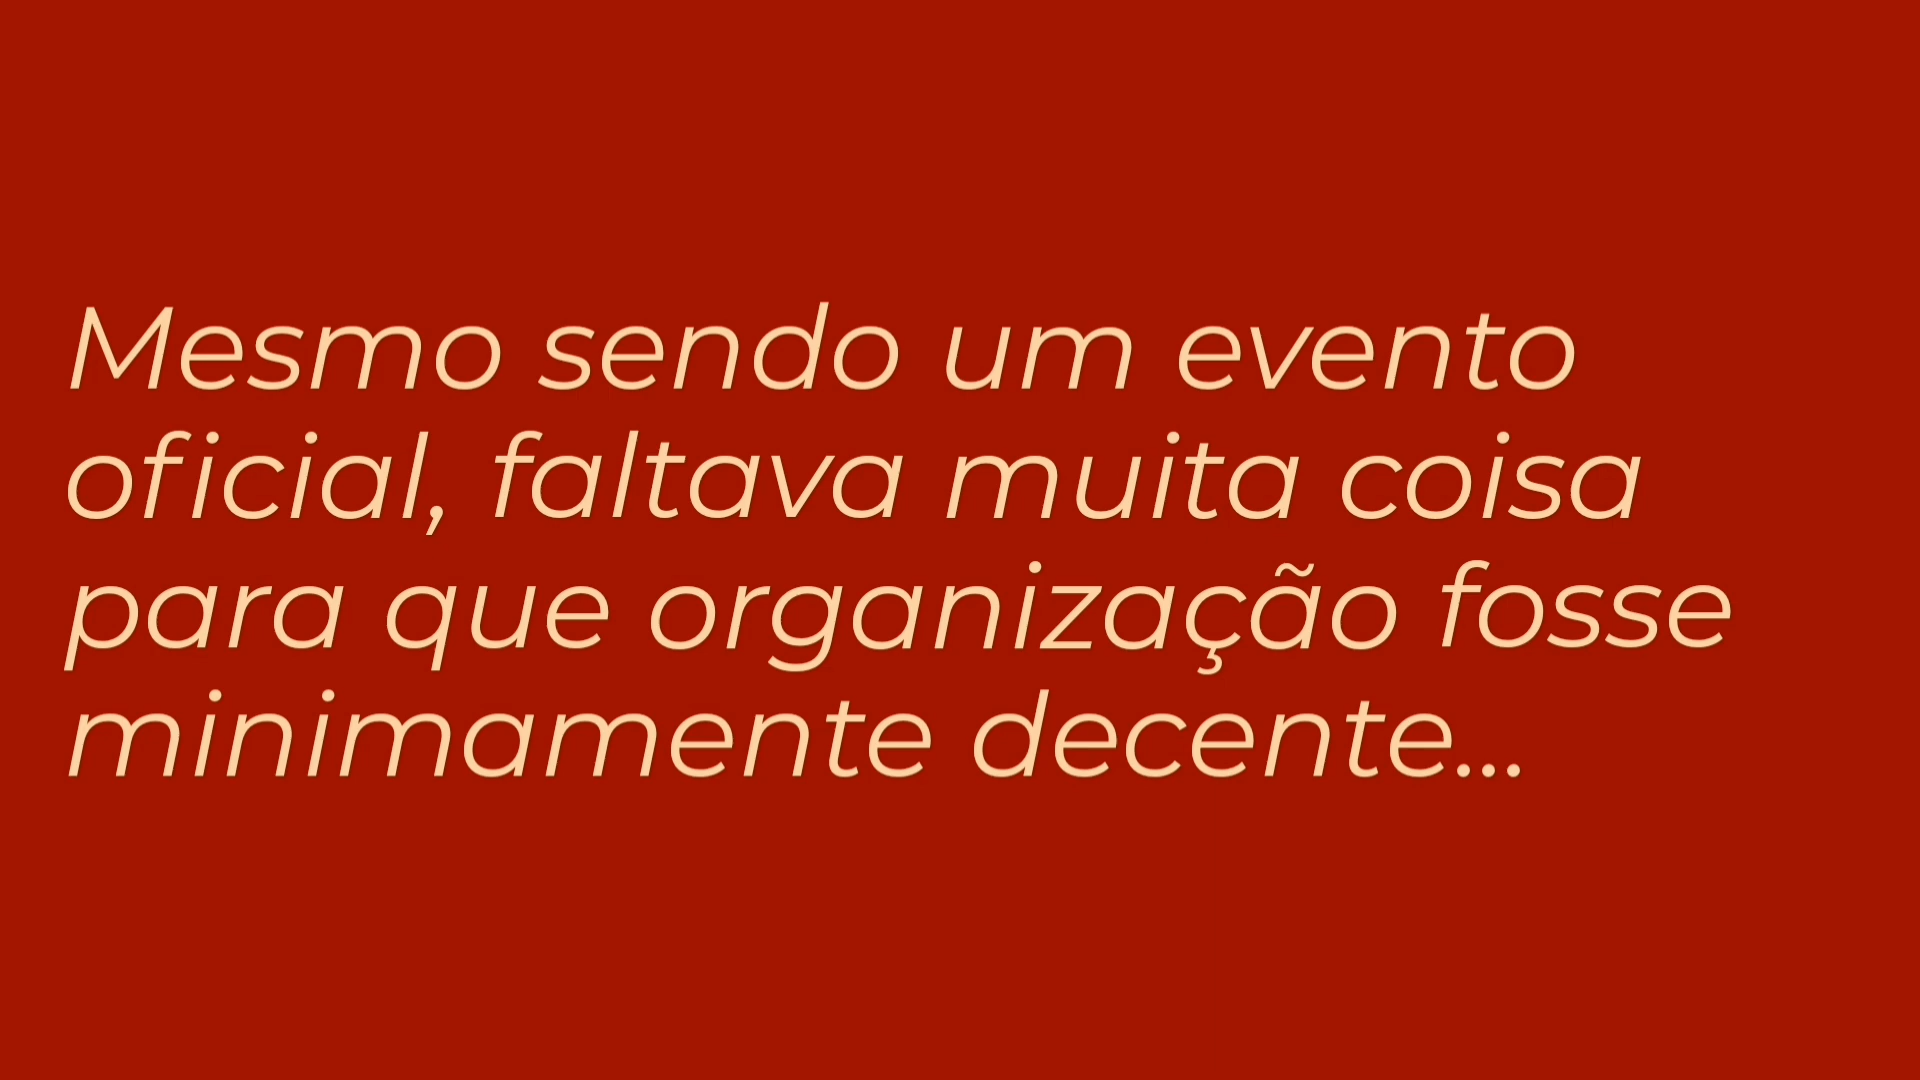 Mesmo sendo um evento
oficial, faltava muita coisa
para que organização fosse
minimamente decente...